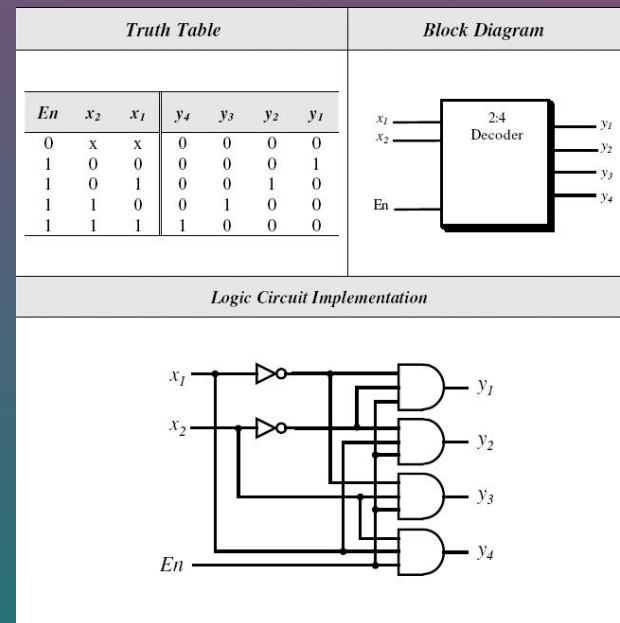 Truth Table
En x2 x1 y4 y3 y2 y1
0 x x 0 0 0 0
1 0 0 0 0 0 1
1 0 1 0 0 1 0
1 1 0 0 1 0 0
1 1 1 1 0 0 0
Block Diagram
x1
x2
En
2:4
Decoder
y1
y2
y3
y4
Logic Circuit Implementation
x1
x2
En
y1
y2
y3
y4